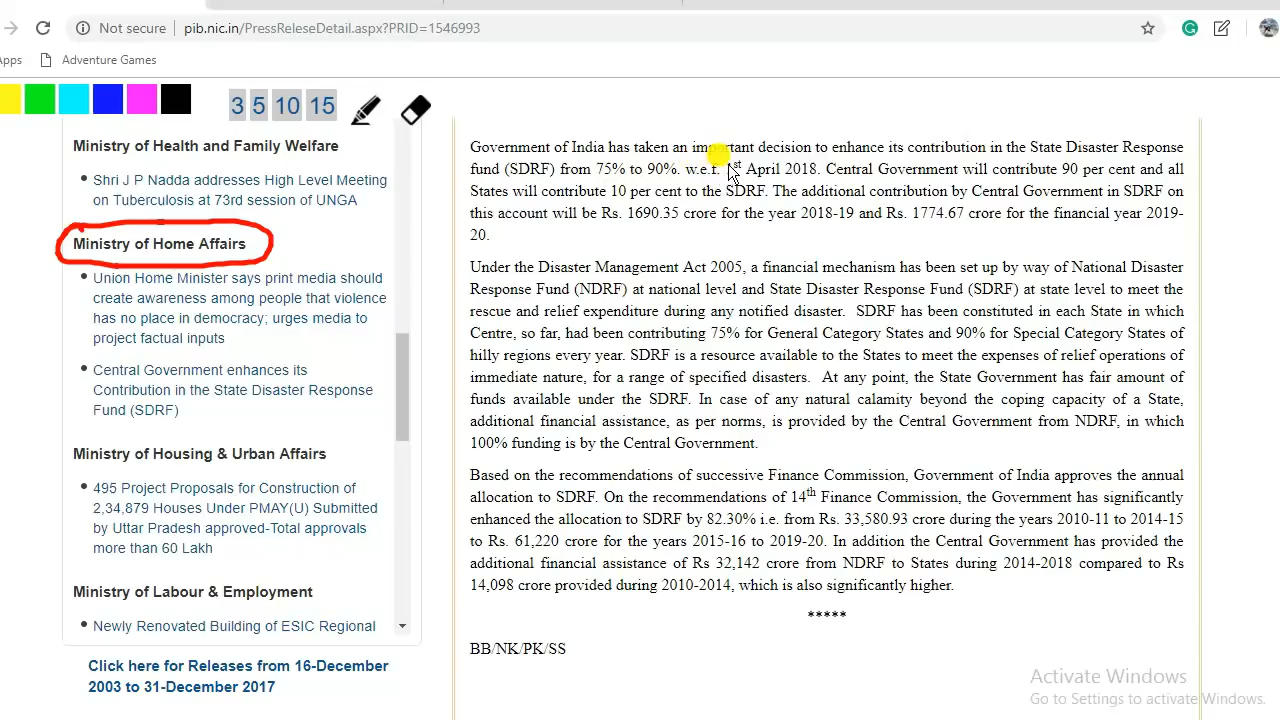 Not secure
pib.nic.in/PressReleseDetail.aspx?PRID=1546993
Apps
Adventure Games
3 5 10 15
Ministry of Health and Family Welfare
Shri J P Nadda addresses High Level Meeting
on Tuberculosis at 73rd session of UNGA
Ministry of Home Affairs
Union Home Minister says print media should
create awareness among people that violence
has no place in democracy; urges media to
project factual inputs
Central Government enhances its
Contribution in the State Disaster Response
Fund (SDRF)
Ministry of Housing & Urban Affairs
495 Project Proposals for Construction of
2,34,879 Houses Under PMAY(U) Submitted
by Uttar Pradesh approved-Total approvals
more than 60 Lakh
Ministry of Labour & Employment
Newly Renovated Building of ESIC Regional
Click here for Releases from 16-December
2003 to 31-December 2017
Government of India has taken an important decision to enhance its contribution in the State Disaster Response
fund (SDRF) from 75% to 90%. w.e.f. 1st April 2018. Central Government will contribute 90 per cent and all
States will contribute 10 per cent to the SDRF. The additional contribution by Central Government in SDRF on
this account will be Rs. 1690.35 crore for the year 2018-19 and Rs. 1774.67 crore for the financial year 2019-
20.
Under the Disaster Management Act 2005, a financial mechanism has been set up by way of National Disaster
Response Fund (NDRF) at national level and State Disaster Response Fund (SDRF) at state level to meet the
rescue and relief expenditure during any notified disaster. SDRF has been constituted in each State in which
Centre, so far, had been contributing 75% for General Category States and 90% for Special Category States of
hilly regions every year. SDRF is a resource available to the States to meet the expenses of relief operations of
immediate nature, for a range of specified disasters. At any point, the State Government has fair amount of
funds available under the SDRF. In case of any natural calamity beyond the coping capacity of a State,
additional financial assistance, as per norms, is provided by the Central Government from NDRF, in which
100% funding is by the Central Government.
Based on the recommendations of successive Finance Commission, Government of India approves the annual
allocation to SDRF. On the recommendations of 14th Finance Commission, the Government has significantly
enhanced the allocation to SDRF by 82.30% i.e. from Rs. 33,580.93 crore during the years 2010-11 to 2014-15
to Rs. 61,220 crore for the years 2015-16 to 2019-20. In addition the Central Government has provided the
additional financial assistance of Rs 32,142 crore from NDRF to States during 2014-2018 compared to Rs
14,098 crore provided during 2010-2014, which is also significantly higher.
*****
BB/NK/PK/SS
Activate Windows
Go to Settings to activate Windows.